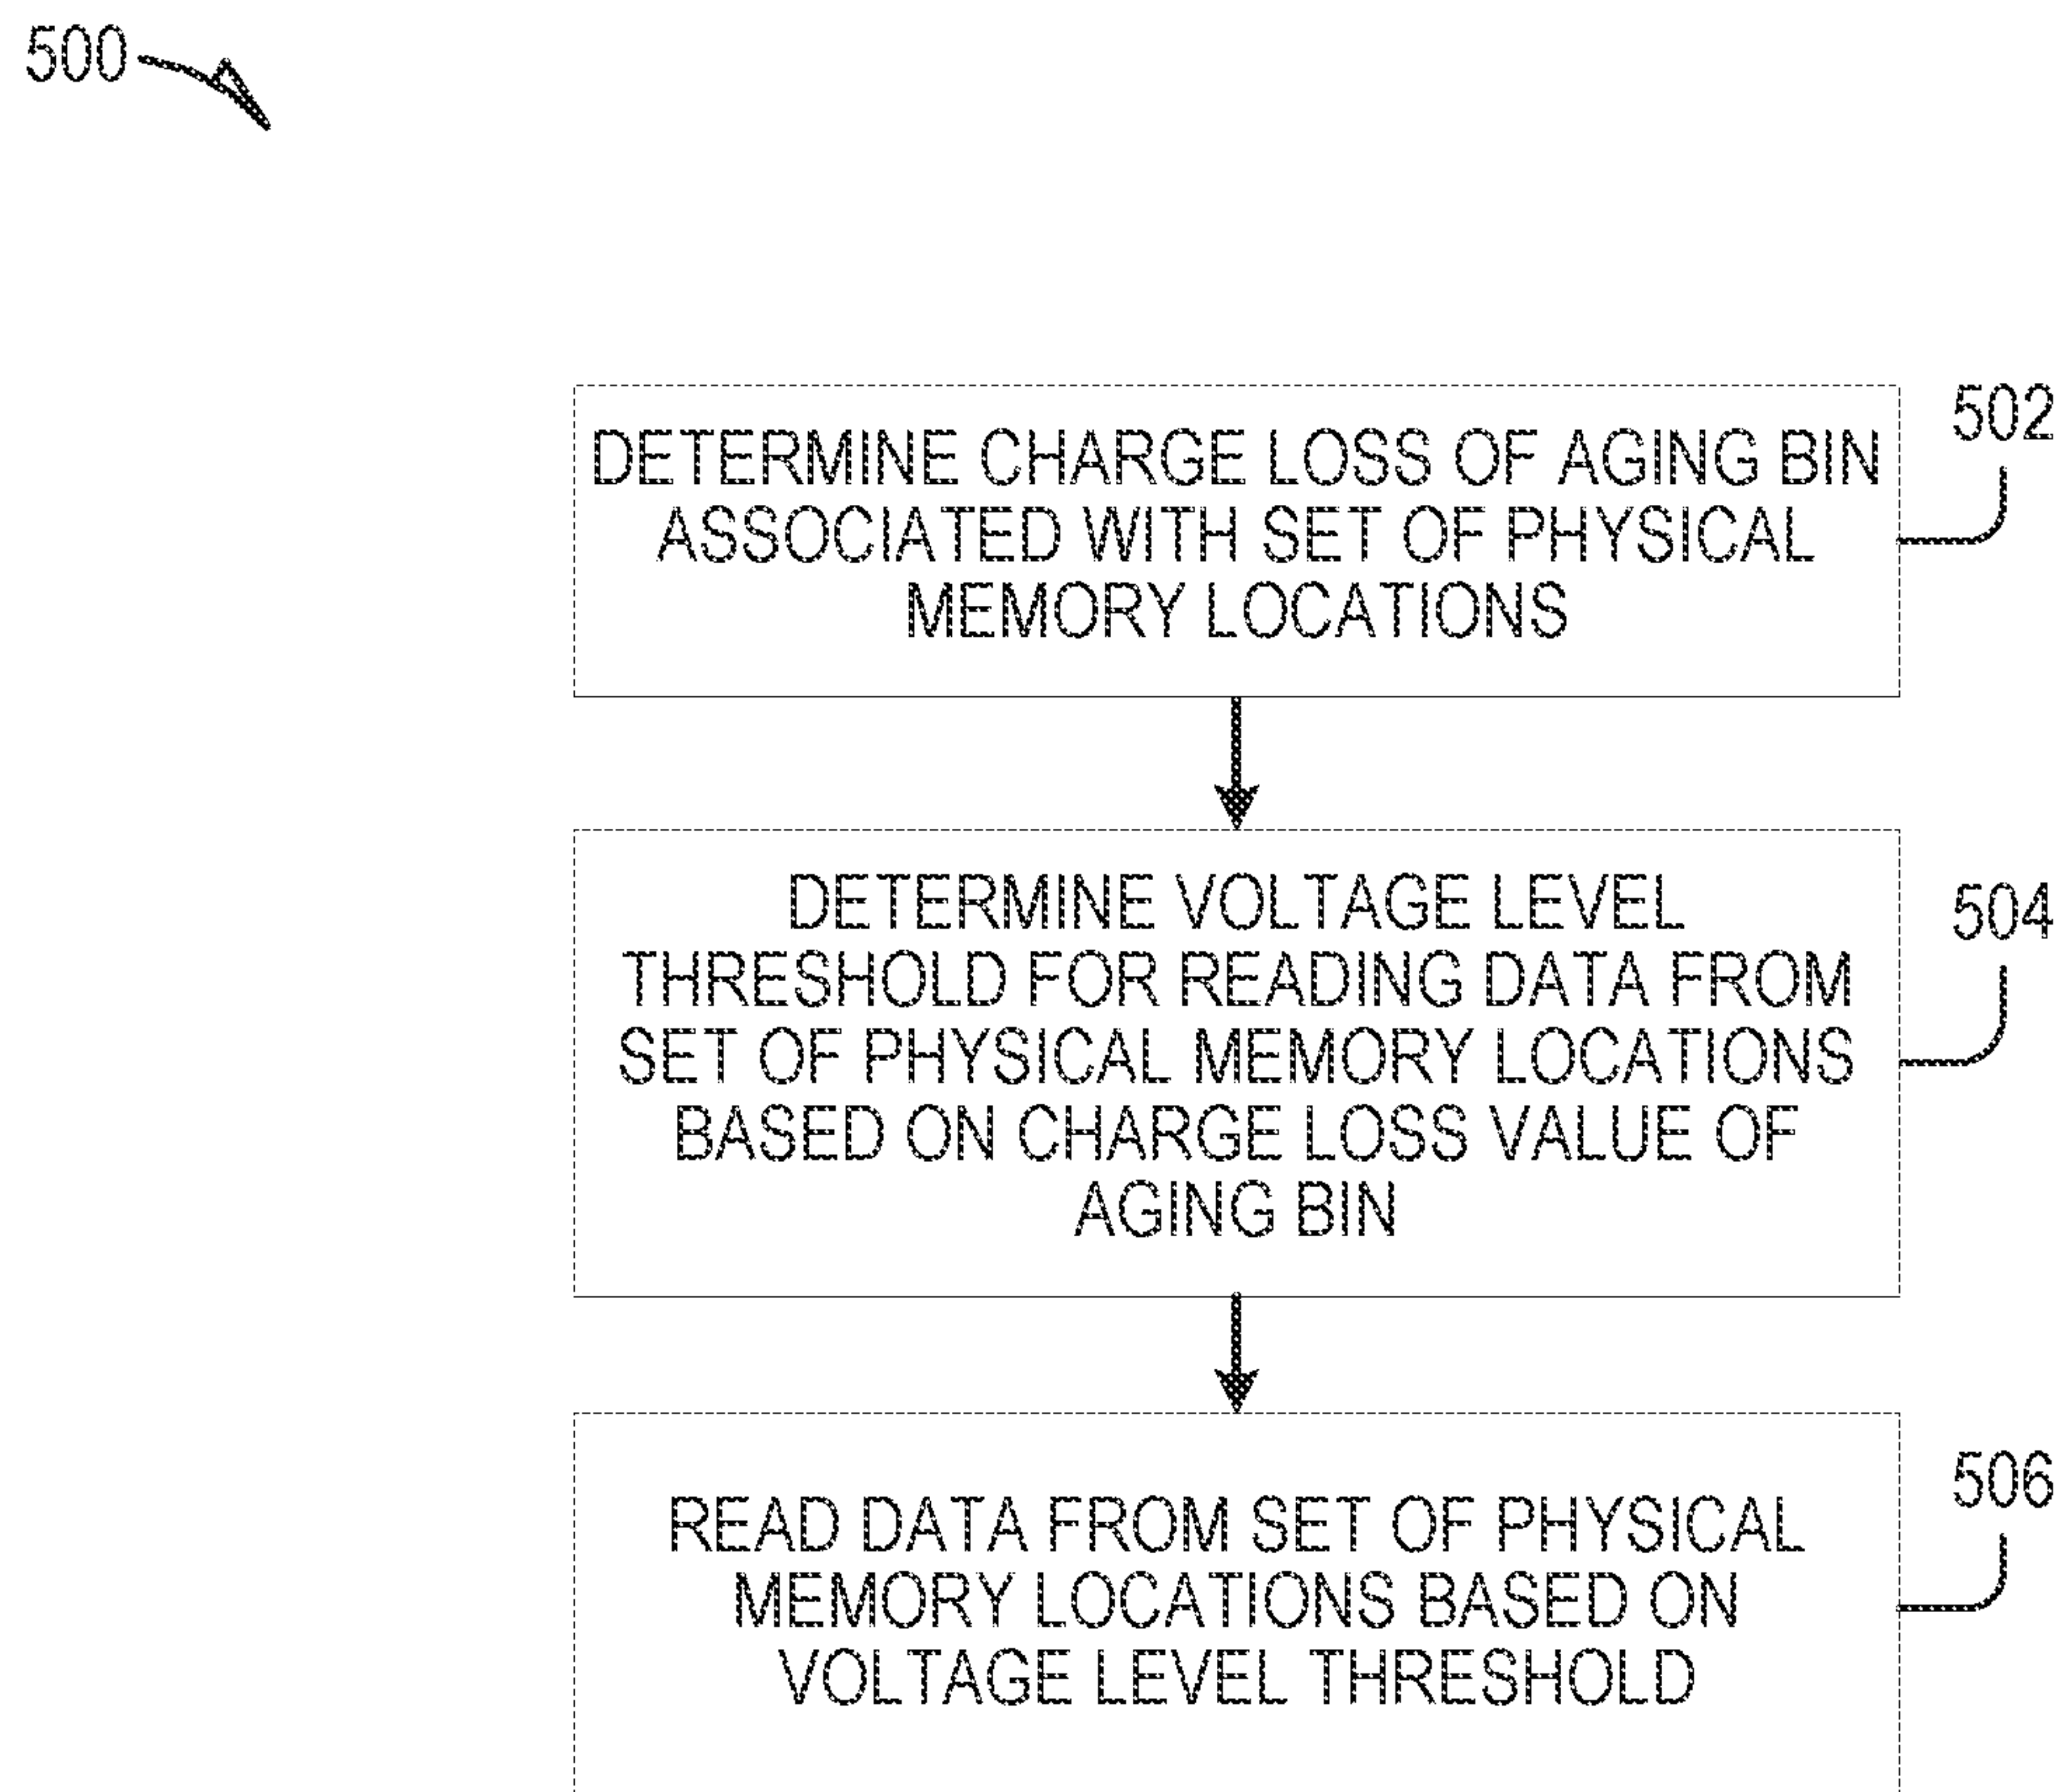 500
502
DETERMINE CHARGE LOSS OF AGING BIN
ASSOCIATED WITH SET OF PHYSICAL
MEMORY LOCATIONS
504
DETERMINE VOLTAGE LEVEL
THRESHOLD FOR READING DATA FROM
SET OF PHYSICAL MEMORY LOCATIONS
BASED ON CHARGE LOSS VALUE OF
AGING BIN
506
READ DATA FROM SET OF PHYSICAL
MEMORY LOCATIONS BASED ON
VOLTAGE LEVEL THRESHOLD